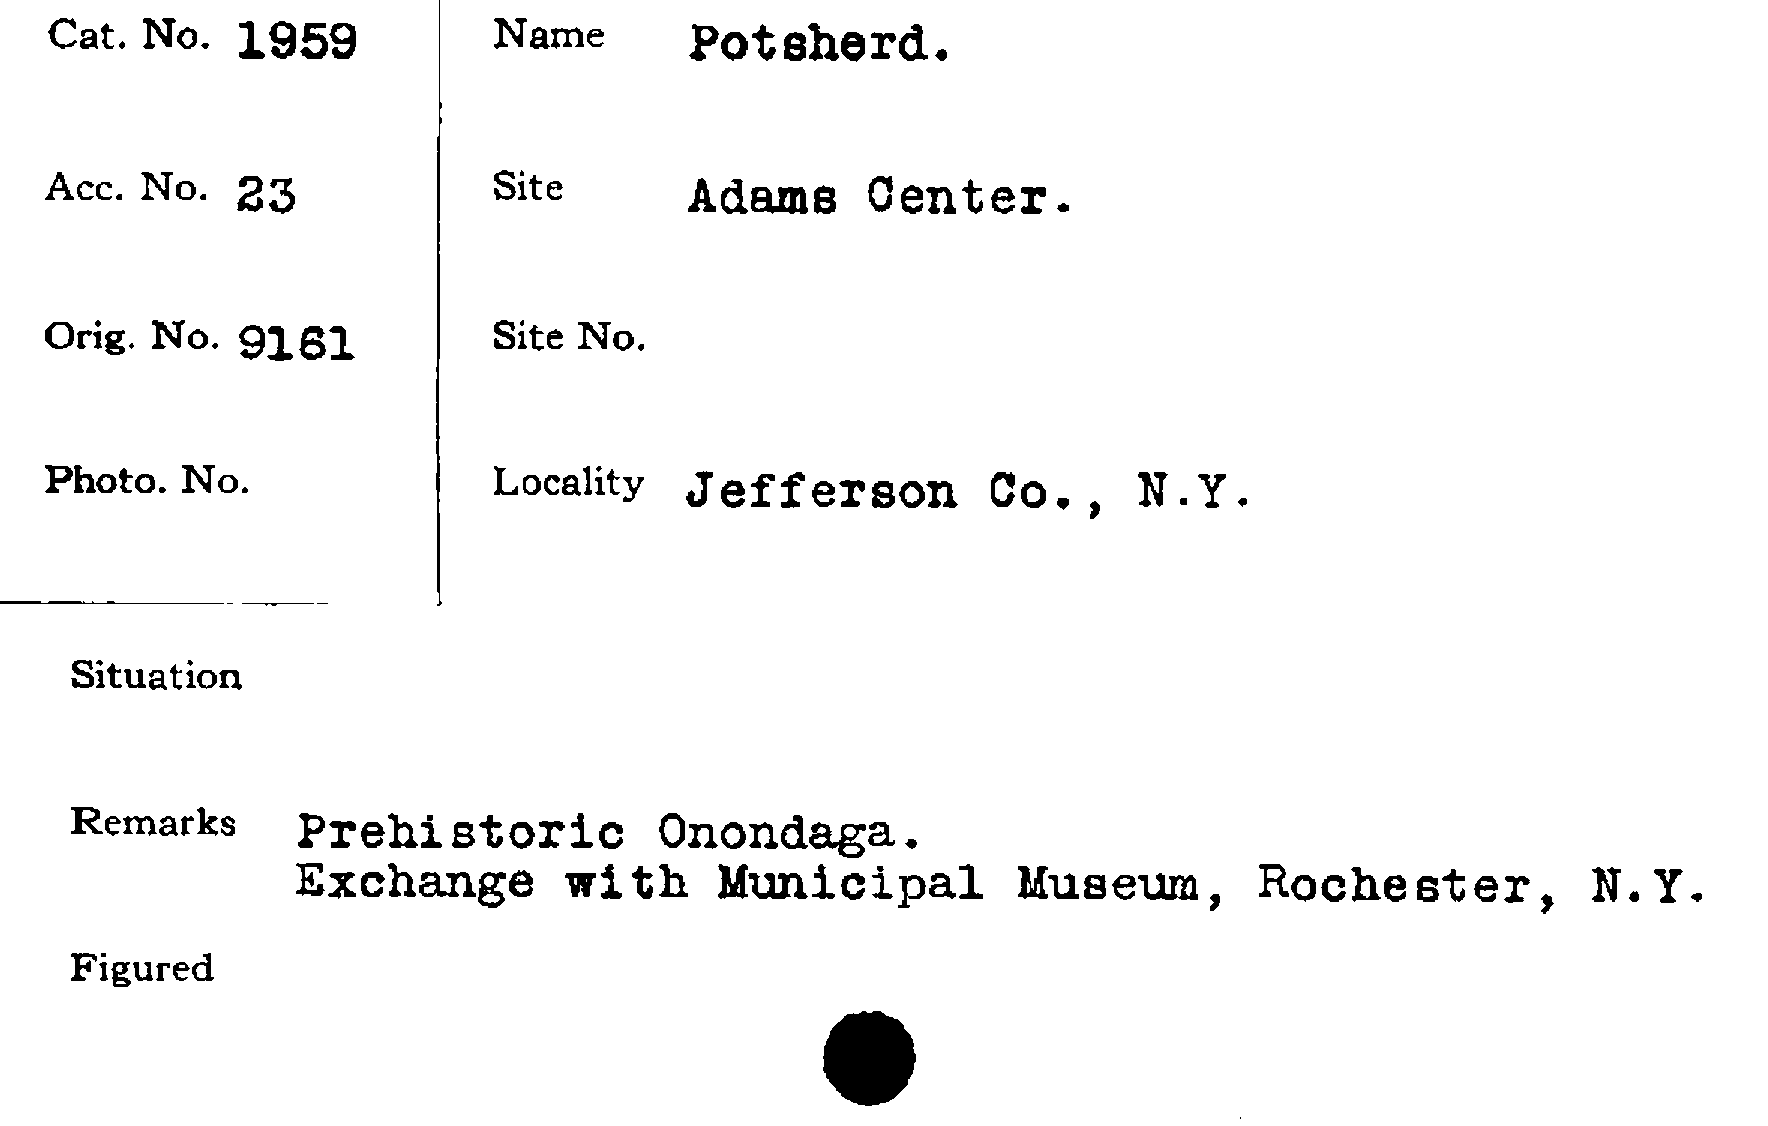 Cat. No. 1959
Name Potsherd.
Acc. No. 23
Site Adams Center.
Orig. No. 9161
Site No.
Photo. No.
Locality Jefferson Co., N.Y.
Situation
Remarks Prehistoric Onondaga.
Exchange with Municipal Museum, Rochester, N.Y.
Figured